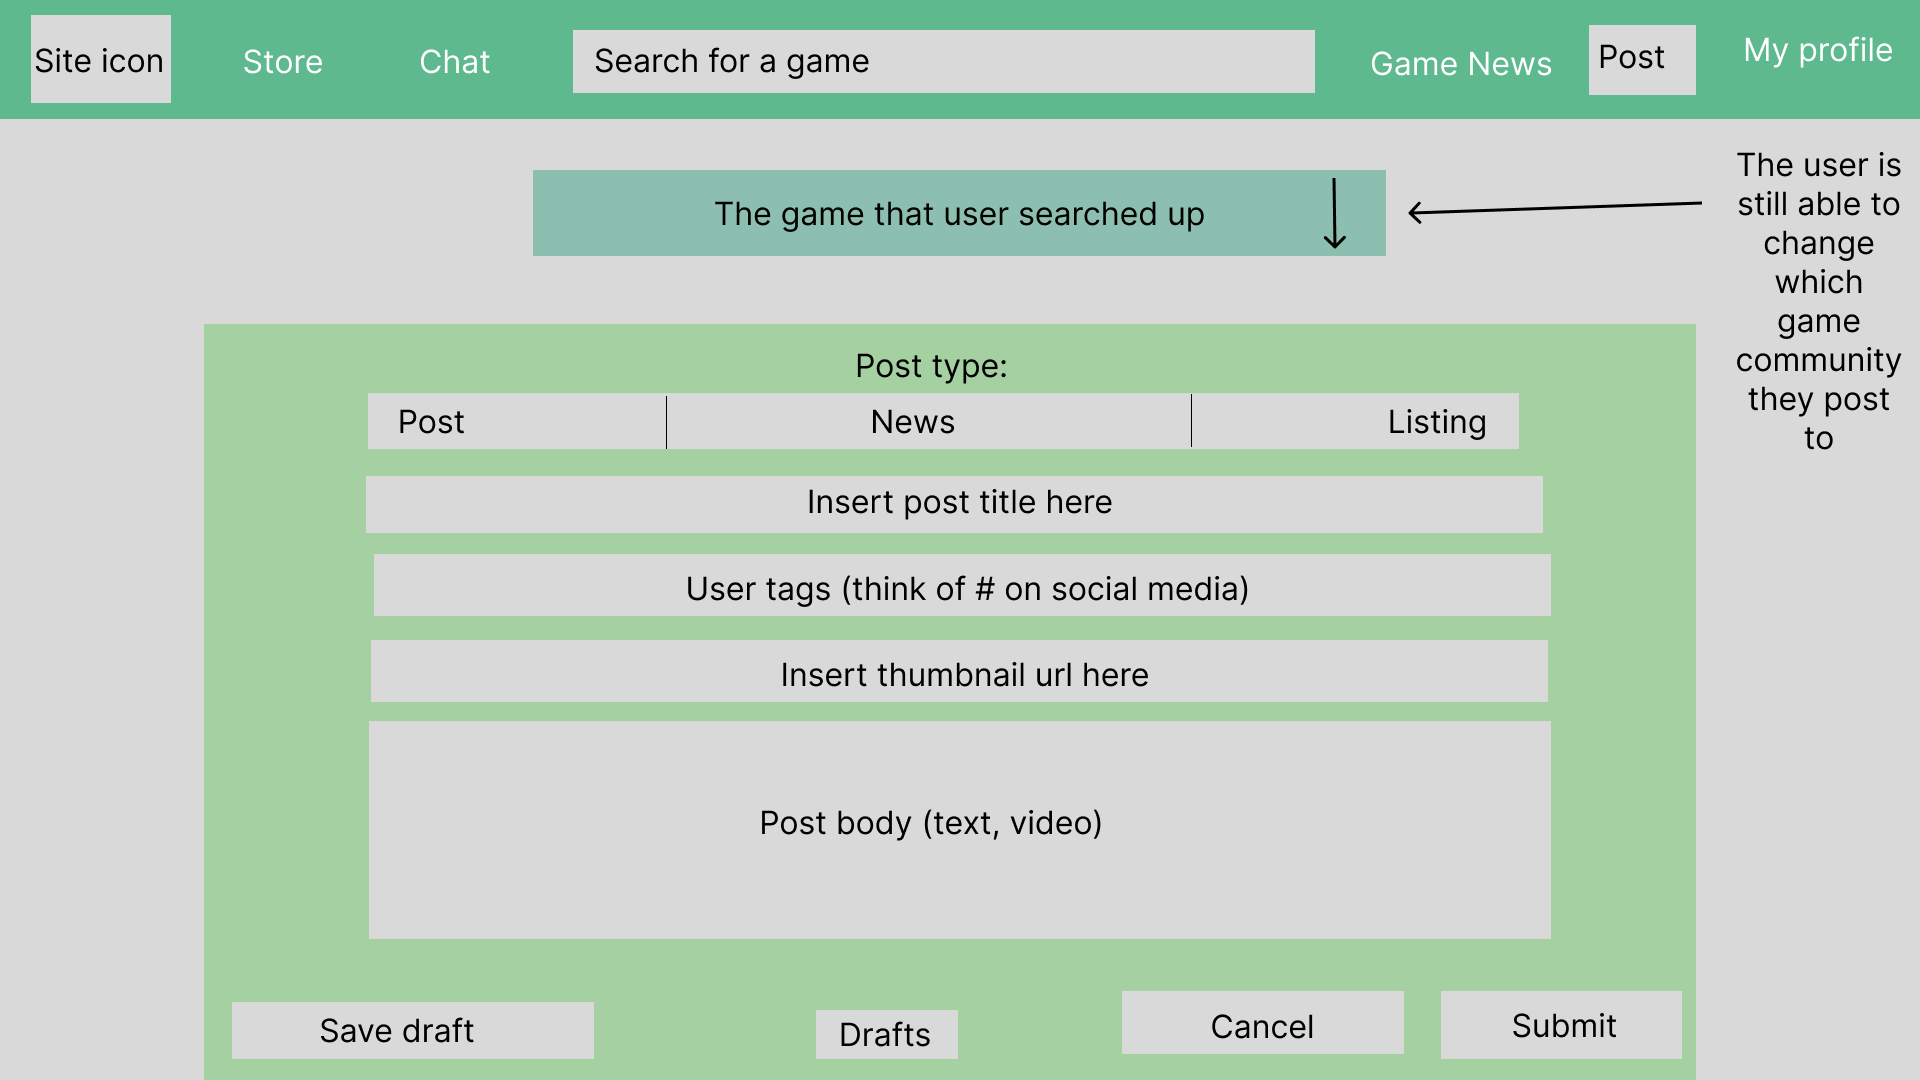 Site icon
Store
Chat
Search for a game
Game News
Post
My profile
The game that user searched up
The user is
still able to
change
which
game
community
they post
to
Post type:
Post
News
Listing
Insert post title here
User tags (think of # on social media)
Insert thumbnail url here
Post body (text, video)
Save draft
Drafts
Cancel
Submit